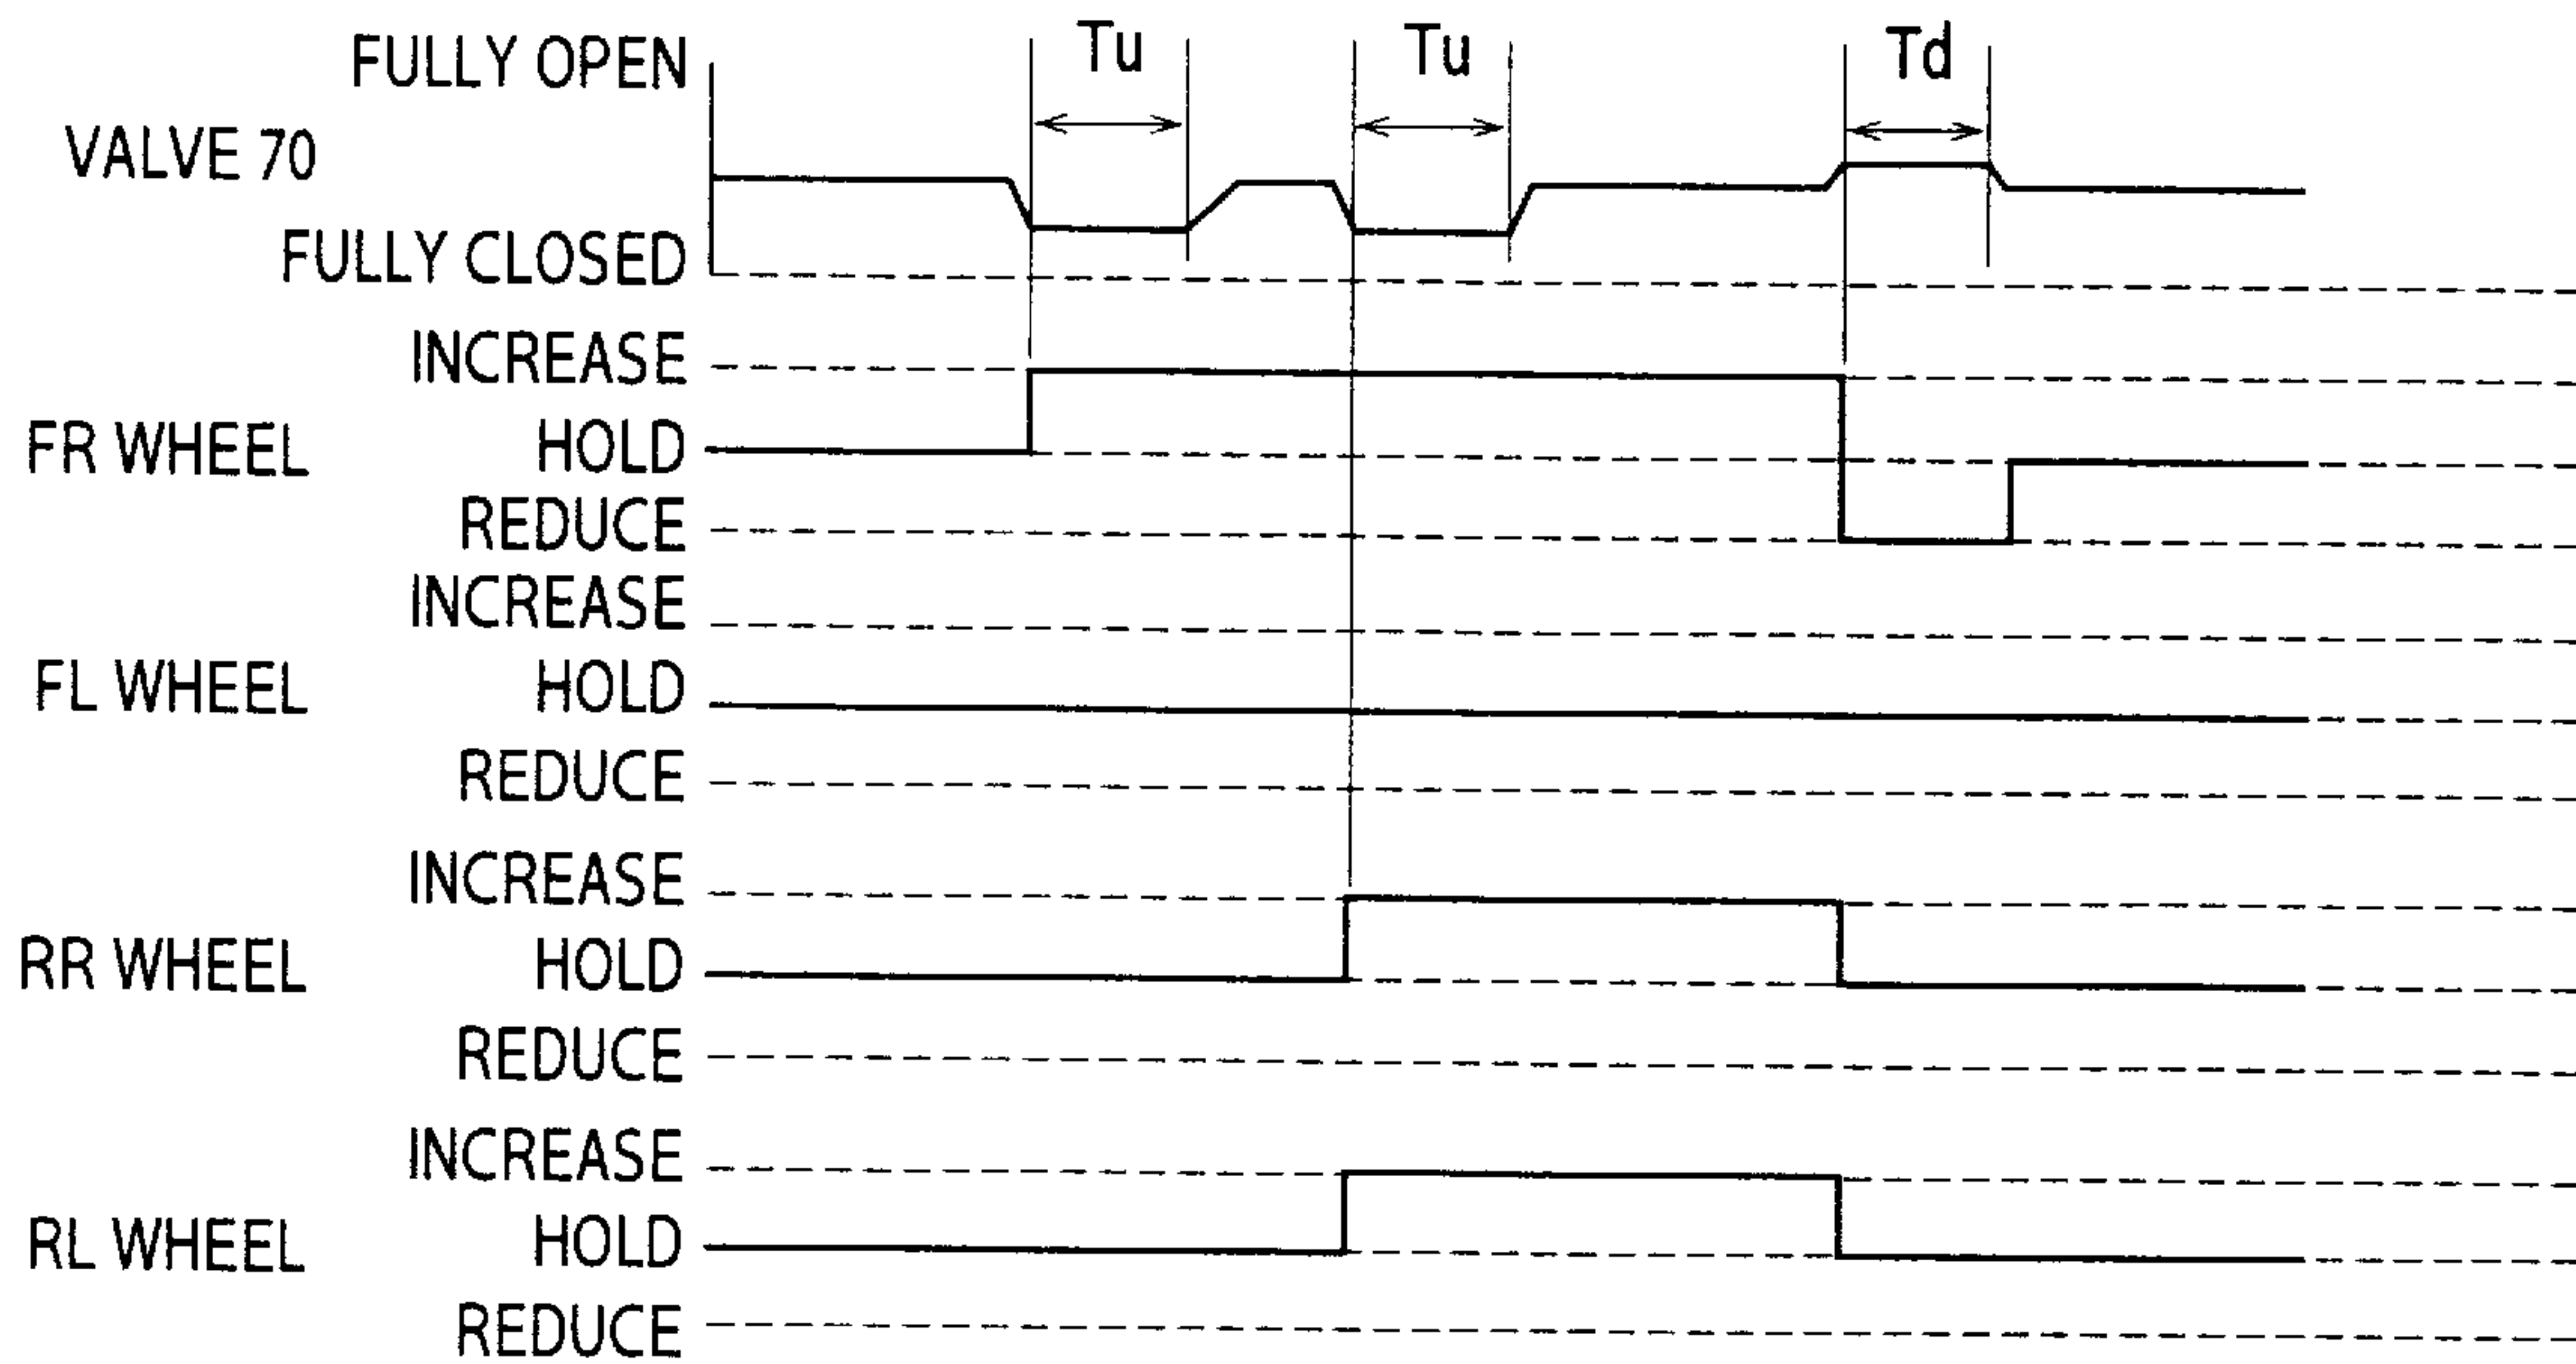 Tu Tu Td
FULLY OPEN
VALVE 70
FULLY CLOSED
INCREASE
FR WHEEL HOLD
REDUCE
INCREASE
FL WHEEL HOLD
REDUCE
INCREASE
RR WHEEL HOLD
REDUCE
INCREASE
RL WHEEL HOLD
REDUCE